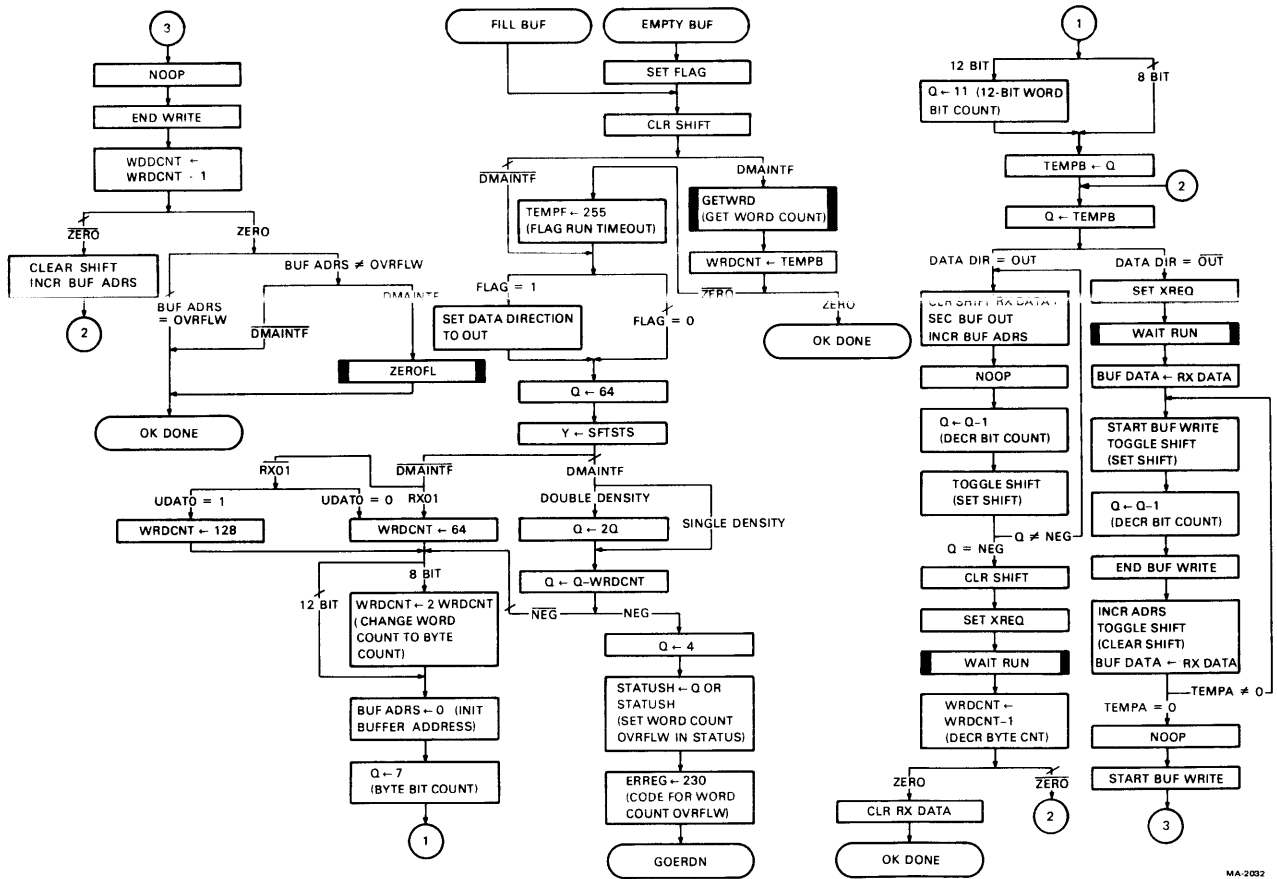 3
NOOP
END WRITE
WDDCNT ←
WRDCNT - 1
ZERO
ZERO
CLEAR SHIFT
INCR BUF ADRS
2
BUF ADRS ≠ OVRFLW
BUF ADRS
= OVRFLW
DMAINTF
DMAINTF
ZEROFL
OK DONE
FILL BUF
EMPTY BUF
SET FLAG
CLR SHIFT
DMAINTF
DMAINTF
TEMPF ← 255
(FLAG RUN TIMEOUT)
GETWRD
(GET WORD COUNT)
WRDCNT ← TEMPB
ZERO
ZERO
OK DONE
FLAG = 1
FLAG = 0
SET DATA DIRECTION
TO OUT
Q ← 64
Y ← SFTSTS
RX01
DMAINTF
DMAINTF
UDAT0 = 1
UDAT0 = 0
RX01
WRDCNT ← 128
WRDCNT ← 64
DOUBLE DENSITY
SINGLE DENSITY
Q ← 2Q
Q ← Q-WRDCNT
8 BIT
12 BIT
WRDCNT ← 2 WRDCNT
(CHANGE WORD
COUNT TO BYTE
COUNT)
NEG
NEG
BUF ADRS ← 0 (INIT
BUFFER ADDRESS)
Q ← 7
(BYTE BIT COUNT)
1
Q ← 4
STATUSH ← Q OR
STATUSH
(SET WORD COUNT
OVRFLW IN STATUS)
ERREG ← 230
(CODE FOR WORD
COUNT OVRFLW)
GOERDN
1
12 BIT
8 BIT
Q ← 11 (12-BIT WORD
BIT COUNT)
TEMPB ← Q
2
Q ← TEMPB
DATA DIR = OUT
DATA DIR = OUT
CLR SHIFT RX DATA ←
SEC BUF OUT
INCR BUF ADRS
NOOP
Q ← Q-1
(DECR BIT COUNT)
TOGGLE SHIFT
(SET SHIFT)
Q = NEG
Q ≠ NEG
CLR SHIFT
SET XREQ
WAIT RUN
WRDCNT ←
WRDCNT-1
(DECR BYTE CNT)
ZERO
ZERO
CLR RX DATA
2
OK DONE
SET XREQ
WAIT RUN
BUF DATA ← RX DATA
START BUF WRITE
TOGGLE SHIFT
(SET SHIFT)
Q ← Q-1
(DECR BIT COUNT)
END BUF WRITE
INCR ADRS
TOGGLE SHIFT
(CLEAR SHIFT)
BUF DATA ← RX DATA
TEMPA ≠ 0
TEMPA = 0
NOOP
START BUF WRITE
3
MA-2032